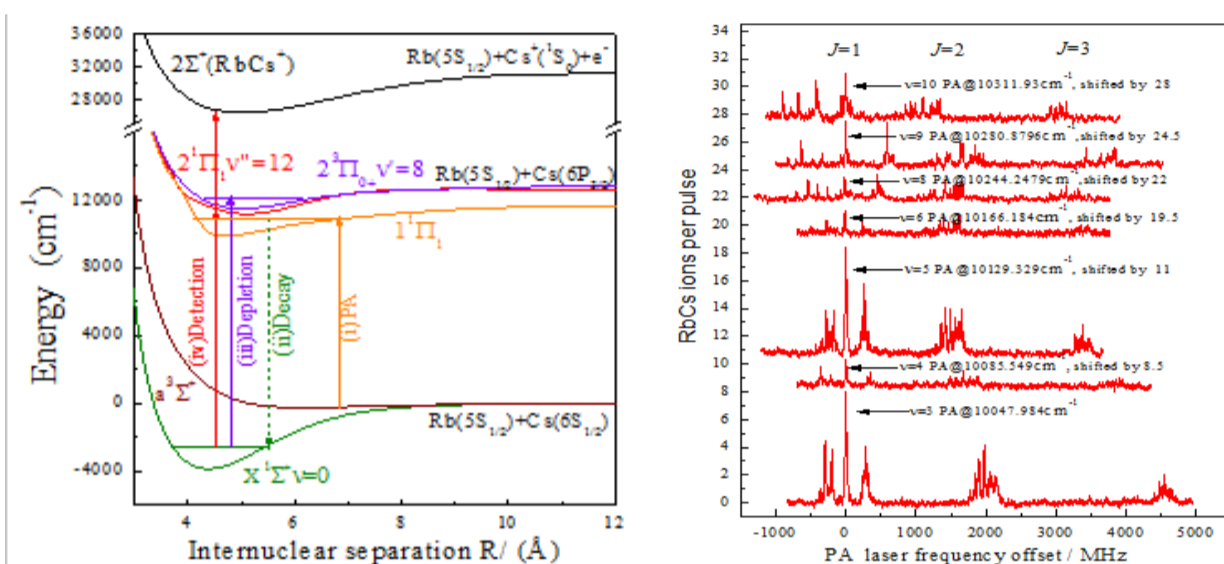 36000
32000
28000
12000
8000
4000
0
-4000
Energy (cm⁻¹)
2Σ⁺(RbCs⁺)
Rb(5S₁/₂)+Cs⁺(¹S₀)+e⁻
2¹Π₁ν''=12
2³Π₀₊ν'=8
1¹Π₁
(iv)Detection
(iii)Depletion
(ii)Decay
(i)PA
a³Σ⁺
Rb(5S₁/₂)+Cs(6S₁/₂)
X¹Σ⁺ν=0
4
6
8
10
12
Internuclear separation R/ (Å)
34
32
30
28
26
24
22
20
18
16
14
12
10
8
6
4
2
0
RbCs ions per pulse
J=1
J=2
J=3
ν=10 PA@10311.93cm⁻¹, shifted by 28
ν=9 PA@10280.8796cm⁻¹, shifted by 24.5
ν=8 PA@10244.2479cm⁻¹, shifted by 22
ν=6 PA@10166.184cm⁻¹, shifted by 19.5
ν=5 PA@10129.329cm⁻¹, shifted by 11
ν=4 PA@10085.549cm⁻¹, shifted by 8.5
ν=3 PA@10047.984cm⁻¹
-1000
0
1000
2000
3000
4000
5000
PA laser frequency offset / MHz